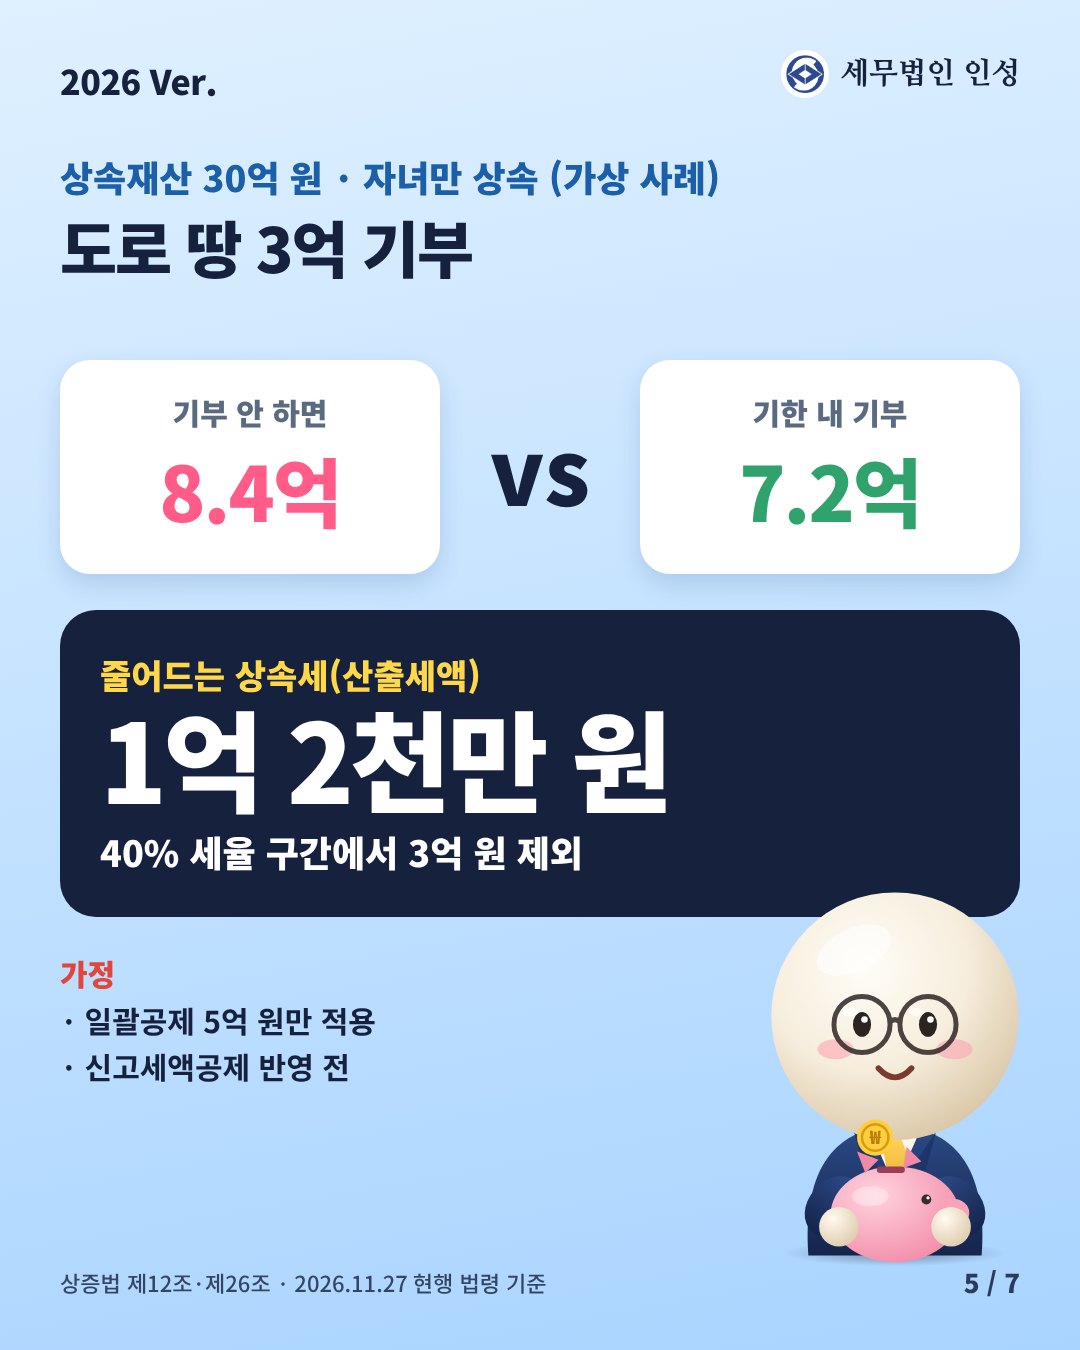 2026 Ver.
세무법인 인성
상속재산 30억 원 · 자녀만 상속 (가상 사례)
도로 땅 3억 기부
기부 안 하면
8.4억
VS
기한 내 기부
7.2억
줄어드는 상속세(산출세액)
1억 2천만 원
40% 세율 구간에서 3억 원 제외
가정
· 일괄공제 5억 원만 적용
· 신고세액공제 반영 전
₩
상증법 제12조·제26조 · 2026.11.27 현행 법령 기준
5 / 7